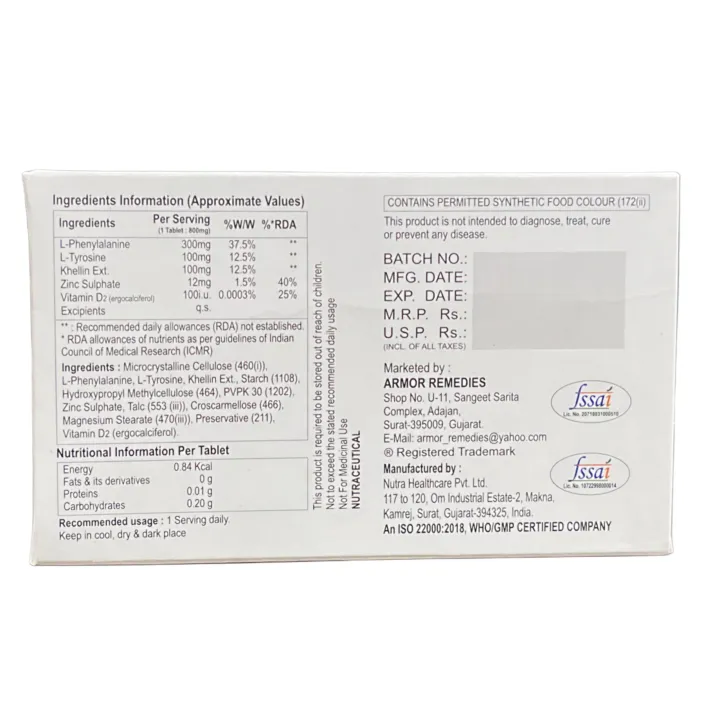 Ingredients Information (Approximate Values)
Ingredients Per Serving (1 Tablet : 800mg) %W/W %*RDA
L-Phenylalanine 300mg 37.5% **
L-Tyrosine 100mg 12.5% **
Khellin Ext. 100mg 12.5% **
Zinc Sulphate 12mg 1.5% 40%
Vitamin D2 (ergocalciferol) 100i.u. 0.0003% 25%
Excipients q.s.
** : Recommended daily allowances (RDA) not established.
* RDA allowances of nutrients as per guidelines of Indian
Council of Medical Research (ICMR)
Ingredients : Microcrystalline Cellulose (460(i)),
L-Phenylalanine, L-Tyrosine, Khellin Ext., Starch (1108),
Hydroxypropyl Methylcellulose (464), PVPK 30 (1202),
Zinc Sulphate, Talc (553 (iii)), Croscarmellose (466),
Magnesium Stearate (470(iii)), Preservative (211),
Vitamin D2 (ergocalciferol).
Nutritional Information Per Tablet
Energy 0.84 Kcal
Fats & its derivatives 0 g
Proteins 0.01 g
Carbohydrates 0.20 g
Recommended usage : 1 Serving daily
Keep in cool, dry & dark place
This product is required to be stored out of reach of children.
Not to exceed the stated recommended daily usage
Not For Medicinal Use
NUTRACEUTICAL
CONTAINS PERMITTED SYNTHETIC FOOD COLOUR (172(ii)
This product is not intended to diagnose, treat, cure
or prevent any disease.
BATCH NO.:
MFG. DATE:
EXP. DATE:
M.R.P. Rs.:
U.S.P. Rs.:
(INCL. OF ALL TAXES)
Marketed by :
ARMOR REMEDIES
Shop No. U-11, Sangeet Sarita
Complex, Adajan,
Surat-395009, Gujarat.
E-Mail: armor_remedies@yahoo.com
® Registered Trademark
fssai
Lic. No.
Manufactured by :
Nutra Healthcare Pvt. Ltd.
117 to 120, Om Industrial Estate-2, Makna,
Kamrej, Surat, Gujarat-394325, India.
An ISO 22000:2018, WHO/GMP CERTIFIED COMPANY
fssai
Lic. No.